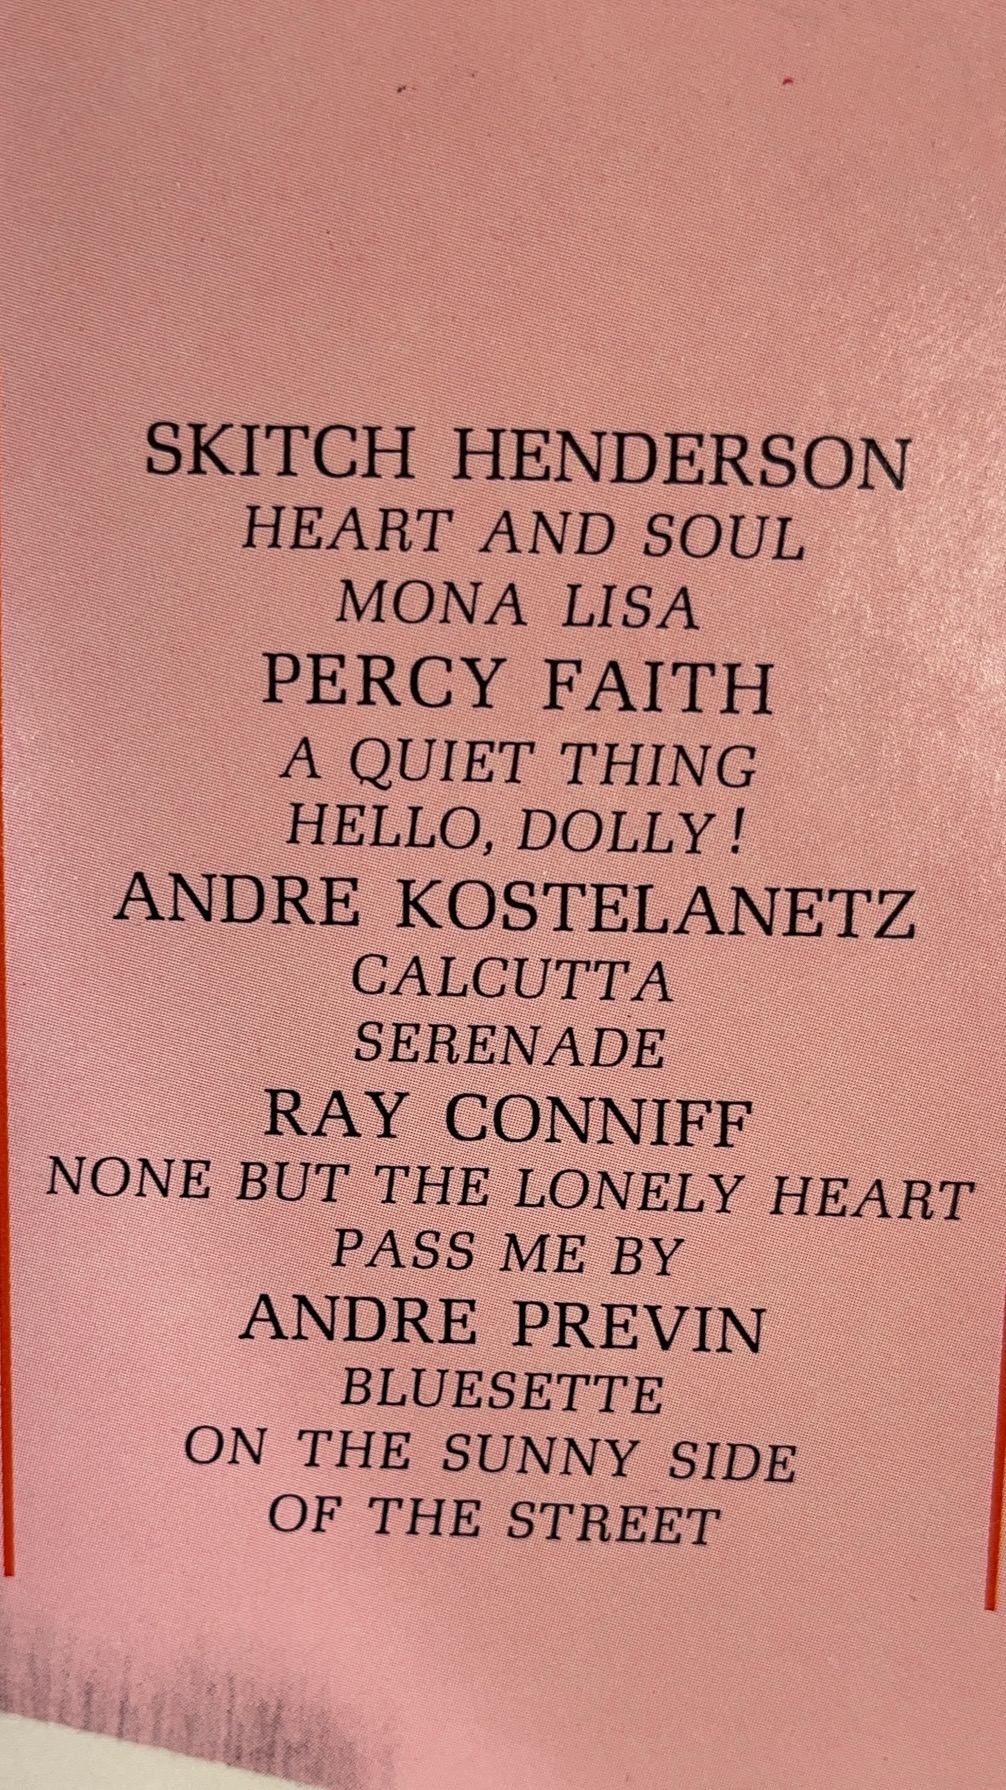 SKITCH HENDERSON
HEART AND SOUL
MONA LISA
PERCY FAITH
A QUIET THING
HELLO, DOLLY!
ANDRE KOSTELANETZ
CALCUTTA
SERENADE
RAY CONNIFF
NONE BUT THE LONELY HEART
PASS ME BY
ANDRE PREVIN
BLUESETTE
ON THE SUNNY SIDE
OF THE STREET